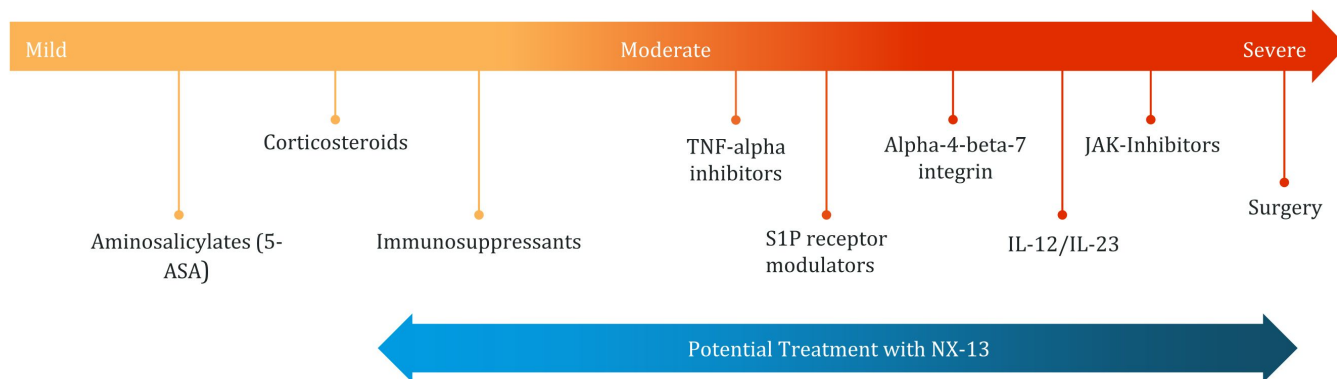 Mild
Moderate
Severe
Corticosteroids
TNF-alpha
inhibitors
Alpha-4-beta-7
integrin
JAK-Inhibitors
Aminosalicylates (5-
ASA)
Immunosuppressants
S1P receptor
modulators
IL-12/IL-23
Surgery
Potential Treatment with NX-13